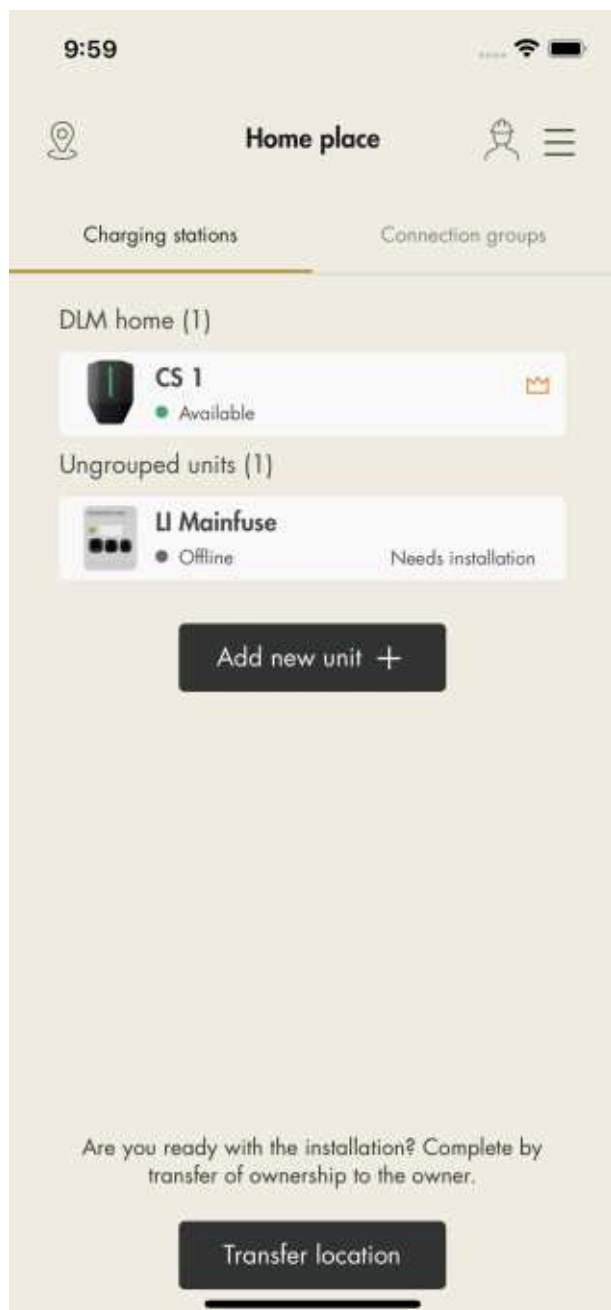 9:59
Home place
Charging stations
Connection groups
DLM home (1)
CS 1
Available
Ungrouped units (1)
LI Mainfuse
Offline
Needs installation
Add new unit +
Are you ready with the installation? Complete by
transfer of ownership to the owner.
Transfer location